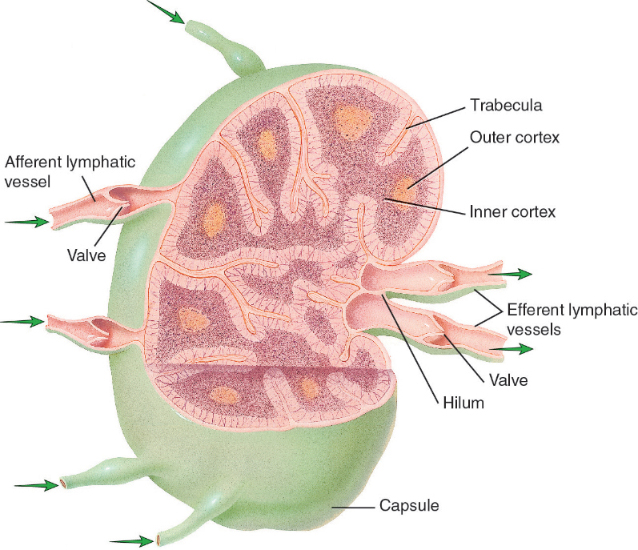 Trabecula
Outer cortex
Afferent lymphatic
vessel
Inner cortex
Valve
Efferent lymphatic
vessels
Valve
Hilum
Capsule